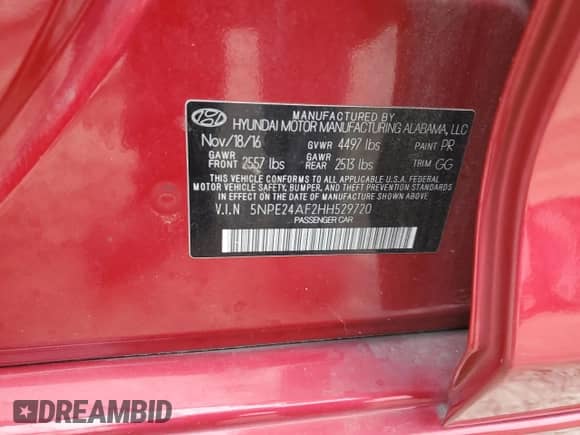 MANUFACTURED BY
HYUNDAI MOTOR MANUFACTURING ALABAMA, LLC
Nov/18/16 GVWR 4497 lbs PAINT PR
GAWR FRONT 2557 lbs GAWR REAR 2513 lbs TRIM GG
THIS VEHICLE CONFORMS TO ALL APPLICABLE U.S.A. FEDERAL
MOTOR VEHICLE SAFETY, BUMPER, AND THEFT PREVENTION STANDARDS
IN EFFECT ON THE DATE OF MANUFACTURE SHOWN ABOVE.
V.I.N 5NPE24AF2HH529720
PASSENGER CAR
DREAMBID